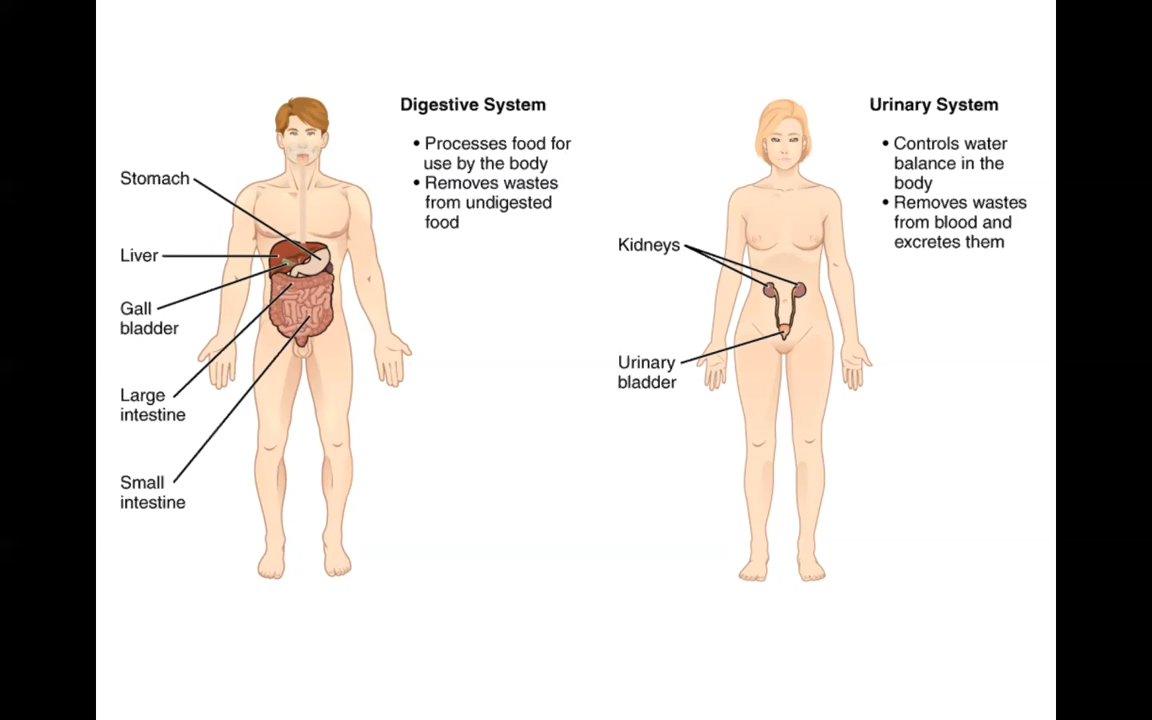 Digestive System
• Processes food for
use by the body
• Removes wastes
from undigested
food
Stomach
Liver
Gall
bladder
Large
intestine
Small
intestine
Urinary System
• Controls water
balance in the
body
• Removes wastes
from blood and
excretes them
Kidneys
Urinary
bladder